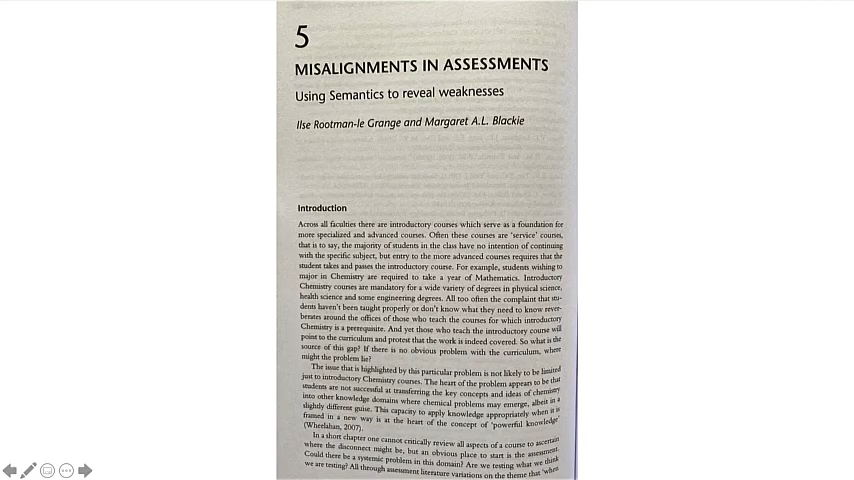 5
MISALIGNMENTS IN ASSESSMENTS
Using Semantics to reveal weaknesses
Ilse Rootman-le Grange and Margaret A.L. Blackie
Introduction
Across all faculties there are introductory courses which serve as a foundation for
more specialized and advanced courses. Often these courses are ‘service’ courses,
that is to say, the majority of students in the class have no intention of continuing
with the specific subject, but entry to the more advanced courses requires that the
student takes and passes the introductory course. For example, students wishing to
major in Chemistry are required to take a year of Mathematics. Introductory
Chemistry courses are mandatory for a wide variety of degrees in physical science,
health science and some engineering degrees. All too often the complaint that stu-
dents haven’t been taught properly or don’t know what they need to know rever-
berates around the offices of those who teach the courses for which introductory
Chemistry is a prerequisite. And yet those who teach the introductory course will
point to the curriculum and protest that the work is indeed covered. So what is the
source of this gap? If there is no obvious problem with the curriculum, where
might the problem lie?
The issue that is highlighted by this particular problem is not likely to be limited
just to introductory Chemistry courses. The heart of the problem appears to be that
students are not successful at transferring the key concepts and ideas of chemistry
into other knowledge domains where chemical problems may emerge, albeit in a
slightly different guise. This capacity to apply knowledge appropriately when it is
framed in a new way is at the heart of the concept of ‘powerful knowledge’
(Wheelahan, 2007).
In a short chapter one cannot critically review all aspects of a course to ascertain
where the disconnect might be, but an obvious place to start is the assessment.
Could there be a systemic problem in this domain? Are we testing what we think
we are testing? All through assessment literature variations on the theme that ‘when